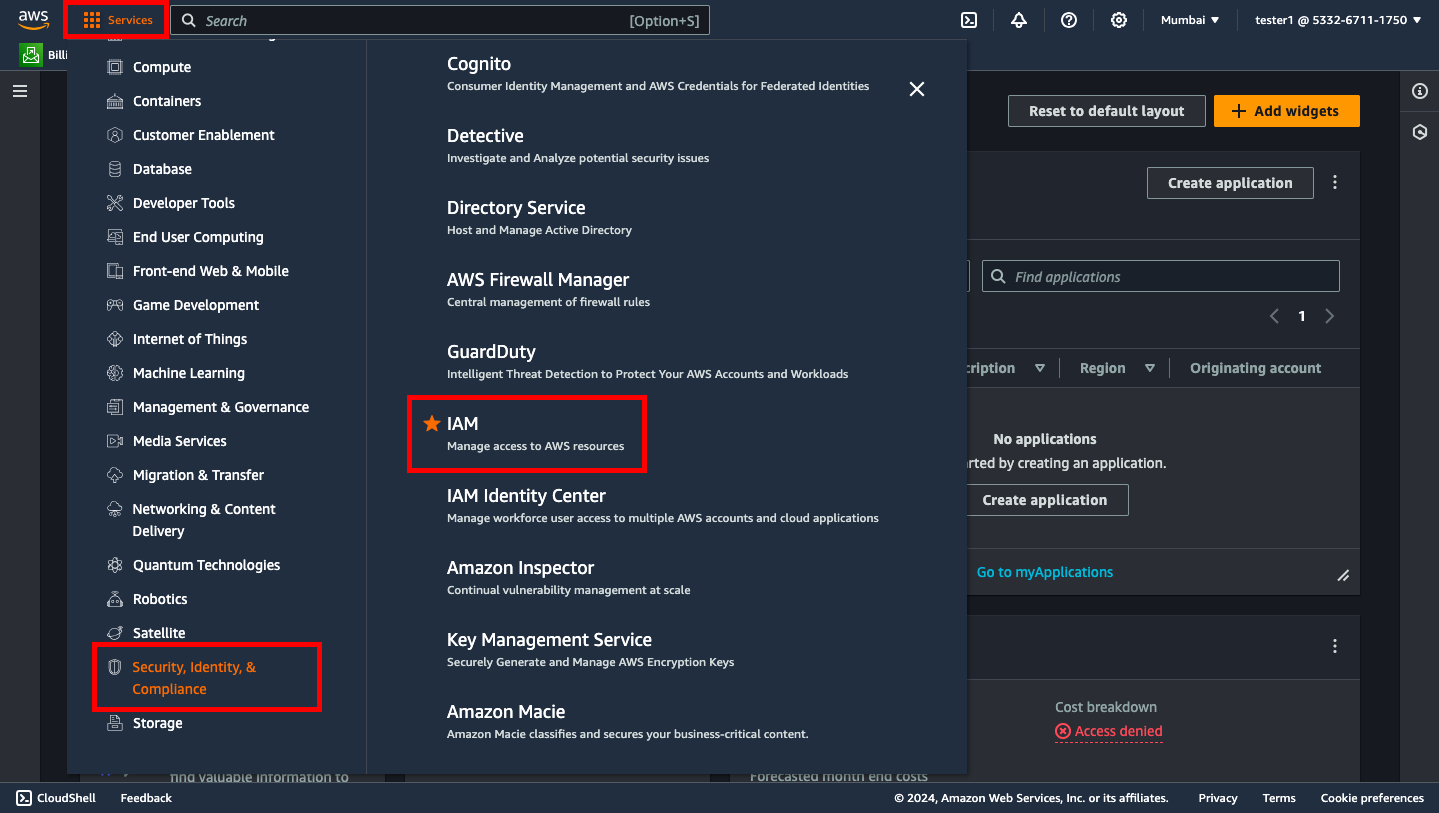 aws
Services
Search
[Option+S]
Mumbai
tester1 @ 5332-6711-1750
Billi
Compute
Containers
Customer Enablement
Database
Developer Tools
End User Computing
Front-end Web & Mobile
Game Development
Internet of Things
Machine Learning
Management & Governance
Media Services
Migration & Transfer
Networking & Content
Delivery
Quantum Technologies
Robotics
Satellite
Security, Identity, &
Compliance
Storage
Cognito
Consumer Identity Management and AWS Credentials for Federated Identities
Detective
Investigate and Analyze potential security issues
Directory Service
Host and Manage Active Directory
AWS Firewall Manager
Central management of firewall rules
GuardDuty
Intelligent Threat Detection to Protect Your AWS Accounts and Workloads
IAM
Manage access to AWS resources
IAM Identity Center
Manage workforce user access to multiple AWS accounts and cloud applications
Amazon Inspector
Continual vulnerability management at scale
Key Management Service
Securely Generate and Manage AWS Encryption Keys
Amazon Macie
Amazon Macie classifies and secures your business-critical content.
Reset to default layout
Add widgets
Create application
Find applications
1
cription
Region
Originating account
No applications
arted by creating an application.
Create application
Go to myApplications
Cost breakdown
Access denied
find valuable information to
Forecasted month end costs
CloudShell
Feedback
© 2024, Amazon Web Services, Inc. or its affiliates.
Privacy
Terms
Cookie preferences